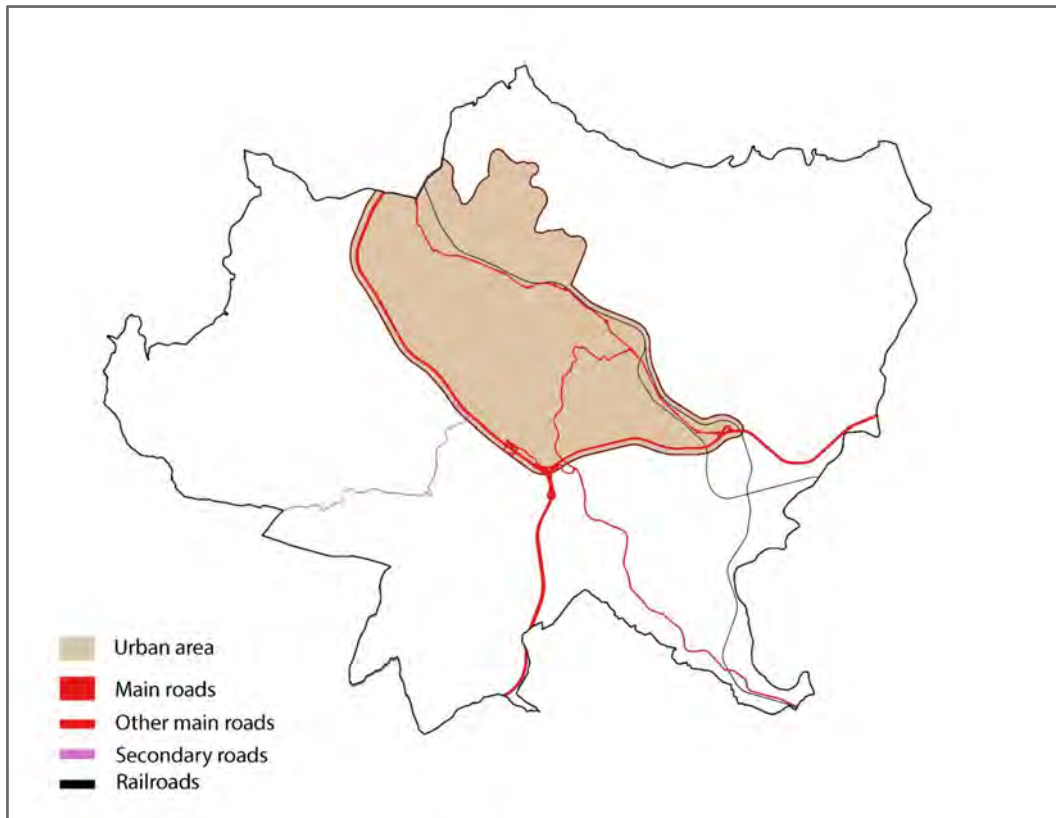 Urban area
Main roads
Other main roads
Secondary roads
Railroads